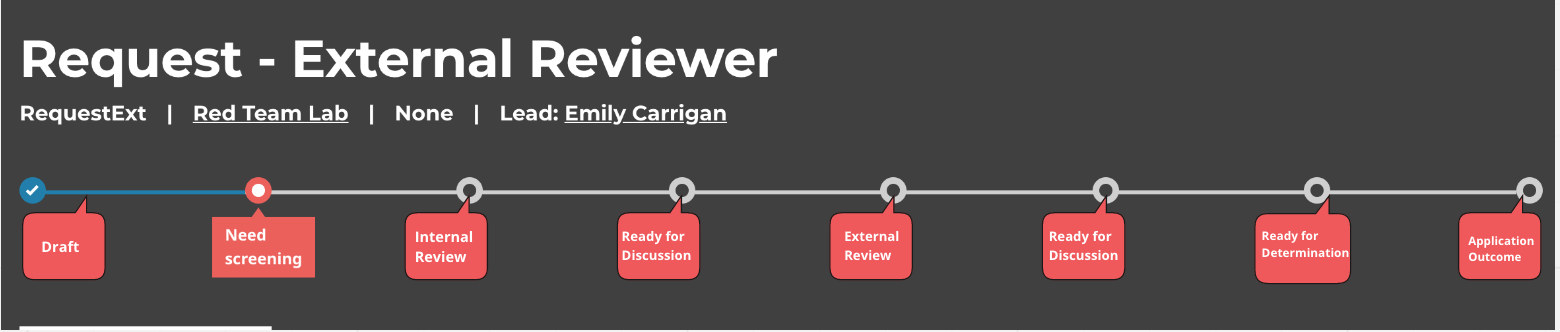 Request - External Reviewer
RequestExt | Red Team Lab | None | Lead: Emily Carrigan
Draft
Need
screening
Internal
Review
Ready for
Discussion
External
Review
Ready for
Discussion
Ready for
Determination
Application
Outcome